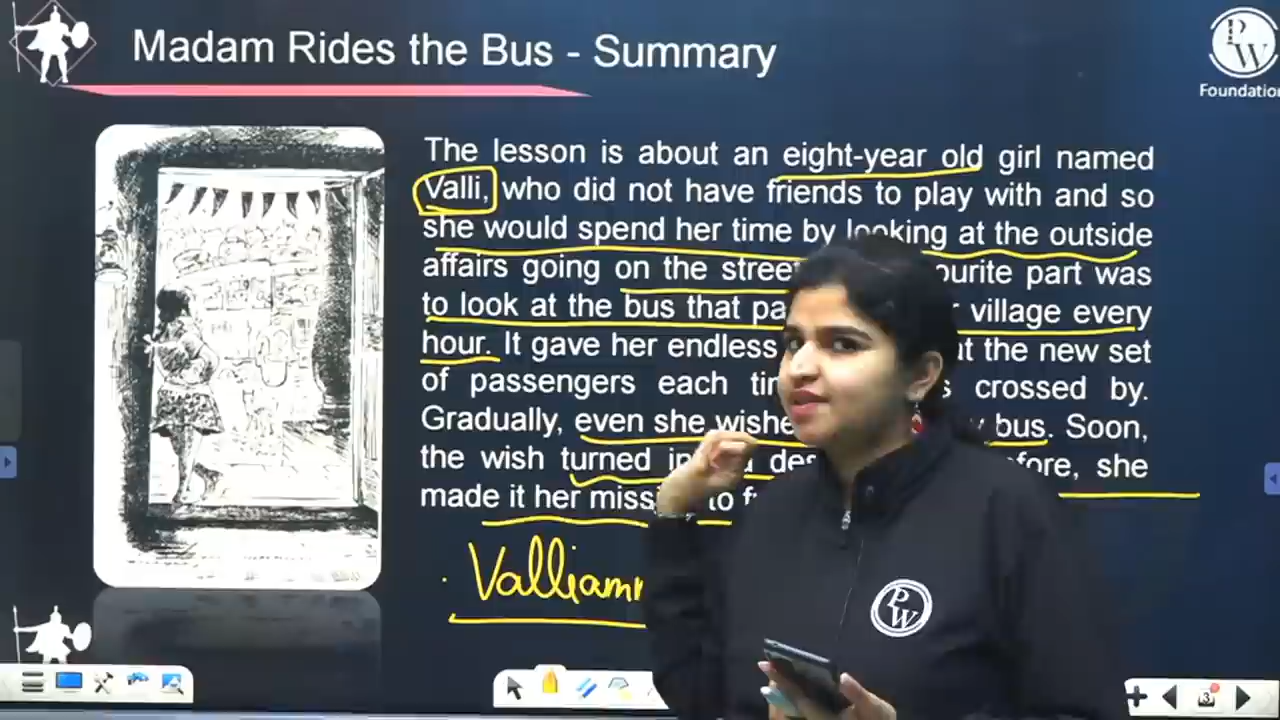 Madam Rides the Bus - Summary
PW
Foundation
The lesson is about an eight-year old girl named
Valli, who did not have friends to play with and so
she would spend her time by looking at the outside
affairs going on the street ourite part was
to look at the bus that pa village every
hour. It gave her endless at the new set
of passengers each crossed by.
Gradually, even she wishe bus. Soon,
the wish turned she
made it her to
Valliam
PW
3